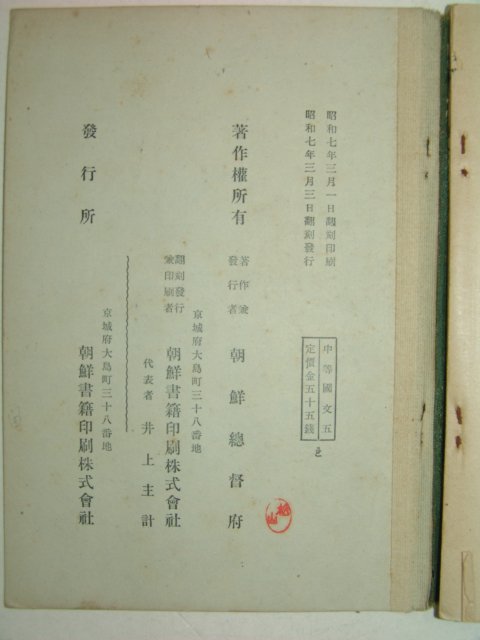 昭和七年三月一日飜刻印刷
昭和七年三月三日飜刻發行
中等國文五
定價金五十五錢
著作權所有
著作兼
發行者
朝鮮總督府
京城府大島町三十八番地
飜刻發行
兼印刷者
朝鮮書籍印刷株式會社
代表者 井上主計
發行所
京城府大島町三十八番地
朝鮮書籍印刷株式會社